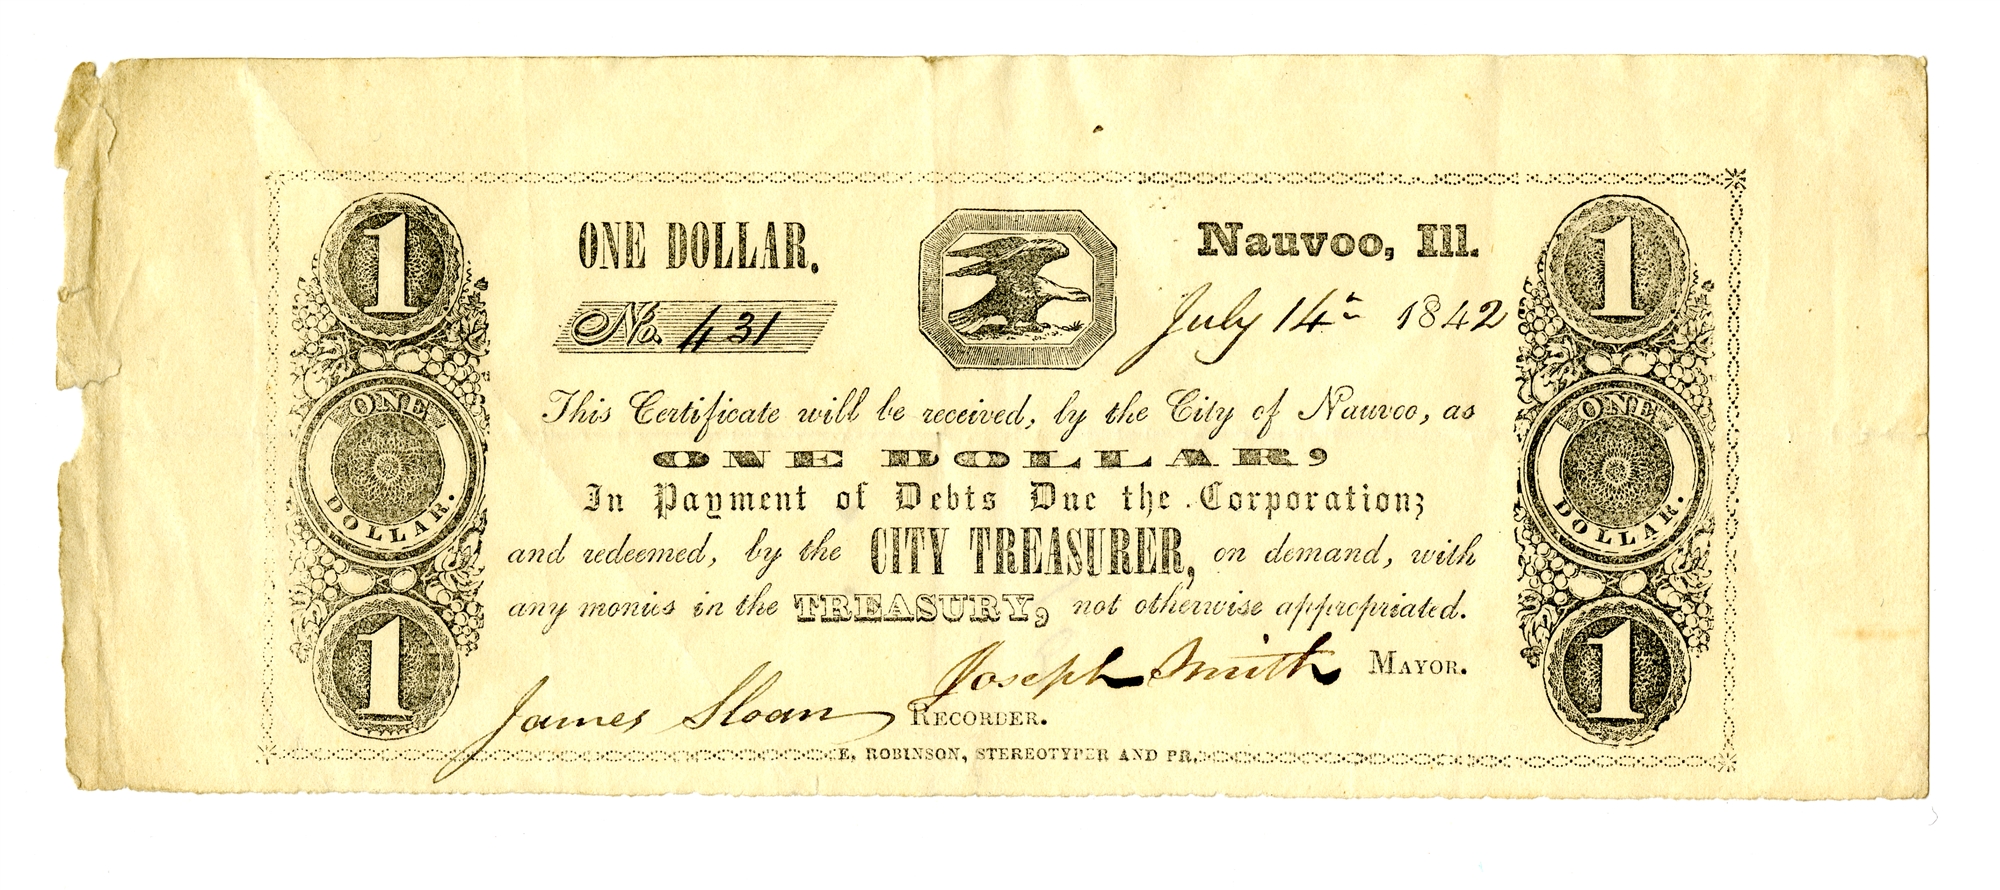 1 ONE DOLLAR. Nauvoo, Ill. 1
No. 431 July 14th 1842
This Certificate will be received, by the City of Nauvoo, as
ONE DOLLAR. ONE DOLLAR, ONE DOLLAR.
In Payment of Debts Due the Corporation;
and redeemed, by the CITY TREASURER, on demand, with
any monies in the TREASURY, not otherwise appropriated.
1 Joseph Smith MAYOR. 1
James Sloan RECORDER.
E. ROBINSON, STEREOTYPER AND PR.